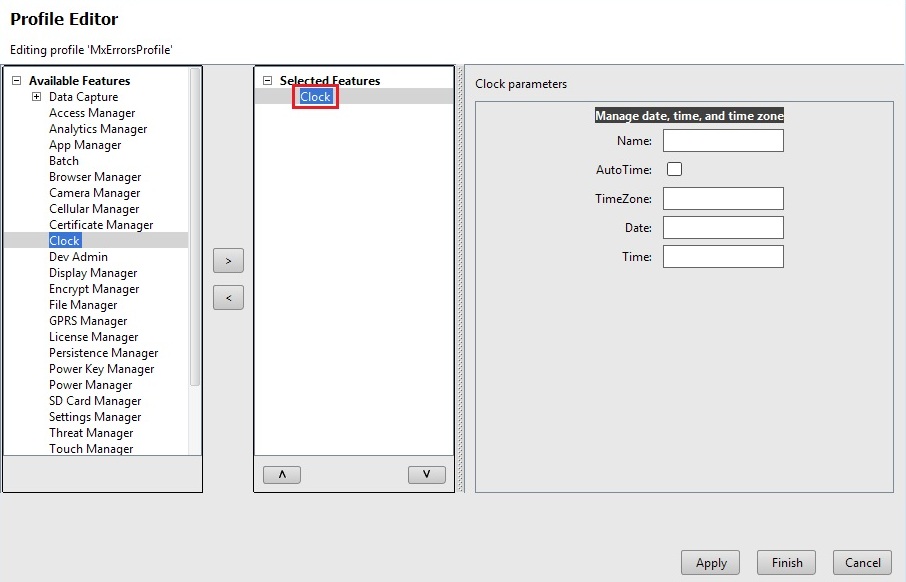 Profile Editor
Editing profile 'MxErrorsProfile'
Available Features
Data Capture
Access Manager
Analytics Manager
App Manager
Batch
Browser Manager
Camera Manager
Cellular Manager
Certificate Manager
Clock
Dev Admin
Display Manager
Encrypt Manager
File Manager
GPRS Manager
License Manager
Persistence Manager
Power Key Manager
Power Manager
SD Card Manager
Settings Manager
Threat Manager
Touch Manager
>
<
Selected Features
Clock
Λ
V
Clock parameters
Manage date, time, and time zone
Name:
AutoTime:
TimeZone:
Date:
Time:
Apply
Finish
Cancel